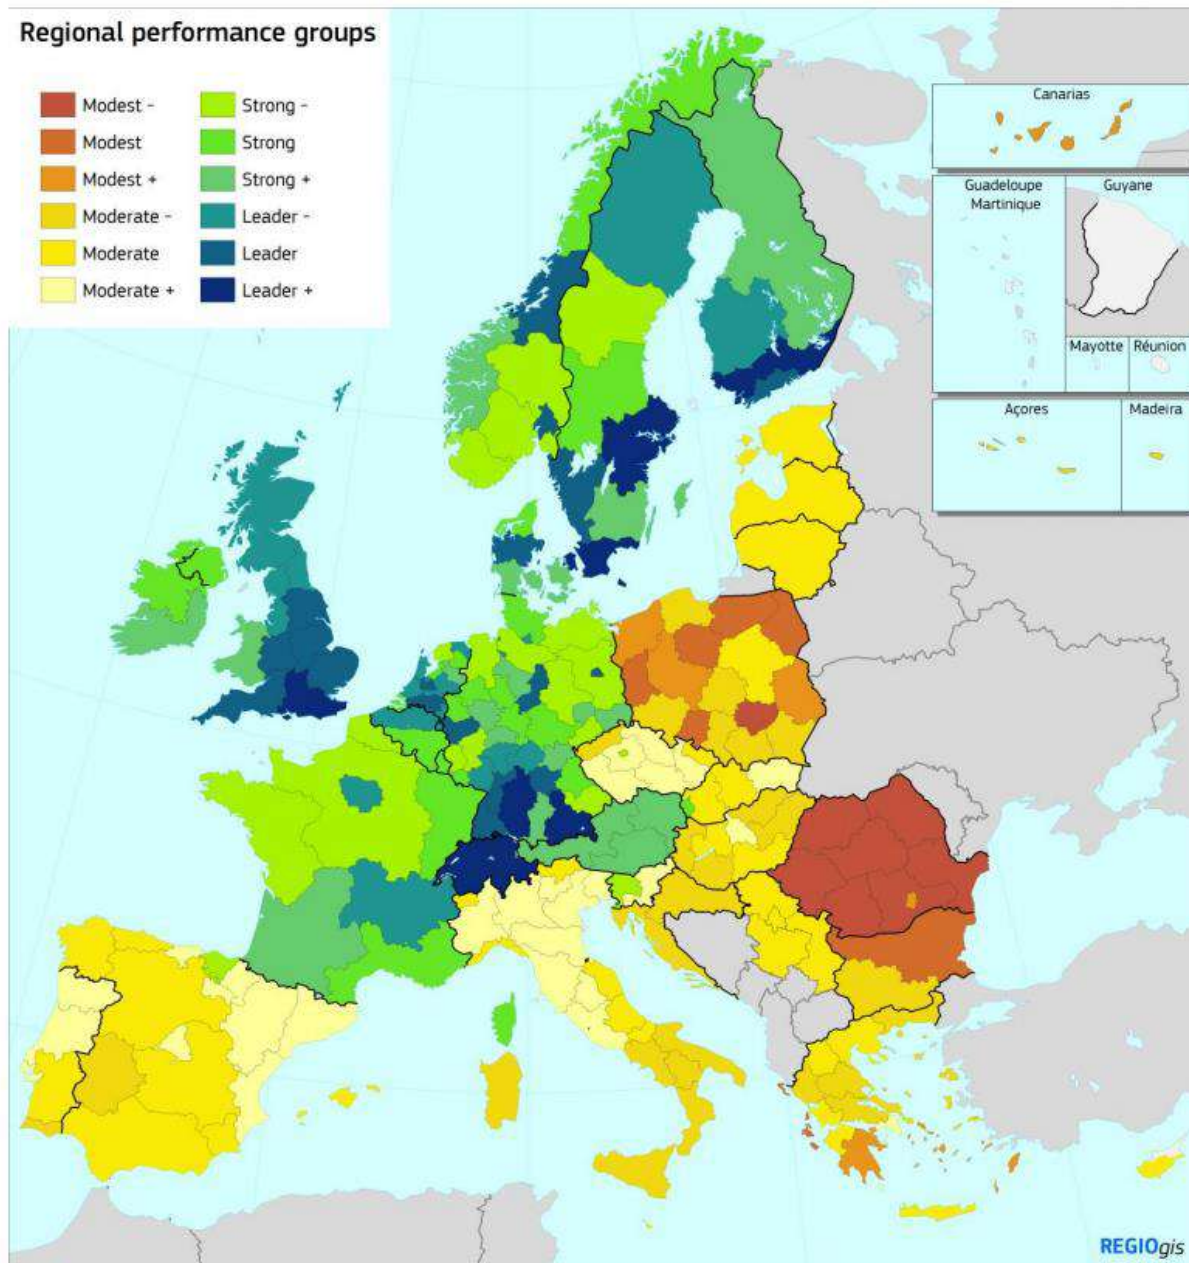 Regional performance groups
Modest -
Modest
Modest +
Moderate -
Moderate
Moderate +
Strong -
Strong
Strong +
Leader -
Leader
Leader +
Canarias
Guadeloupe
Martinique
Guyane
Mayotte
Réunion
Açores
Madeira
REGIOgis